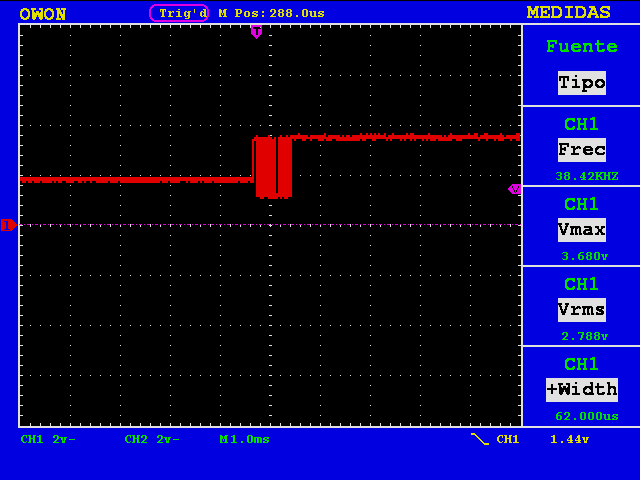 OWON Trig'd M Pos:288.0us MEDIDAS
T
Fuente
Tipo
CH1
Frec
38.42KHZ
CH1
Vmax
3.680v
CH1
Vrms
2.788v
CH1
+Width
62.000us
1
CH1 2v- CH2 2v- M 1.0ms CH1 1.44v